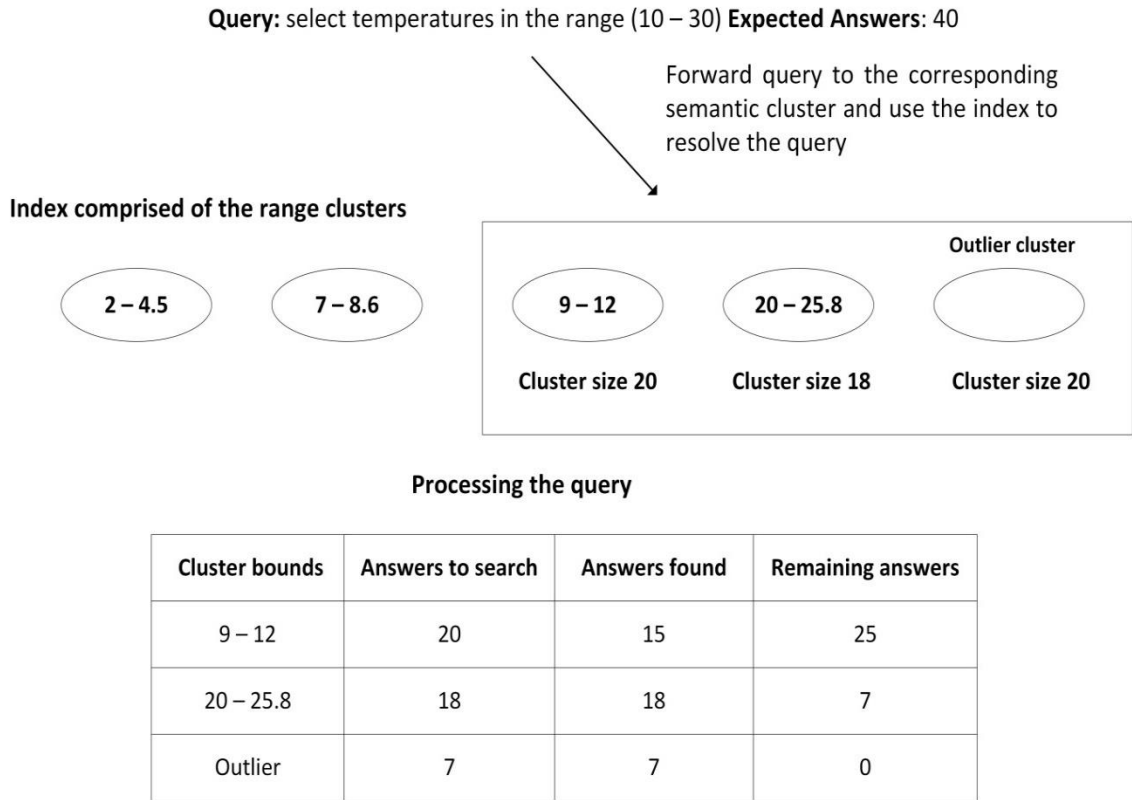 Query: select temperatures in the range (10 – 30) Expected Answers: 40
Forward query to the corresponding
semantic cluster and use the index to
resolve the query
Index comprised of the range clusters
Outlier cluster
2 – 4.5
7 – 8.6
9 – 12
20 – 25.8
Cluster size 20
Cluster size 18
Cluster size 20
Processing the query
Cluster bounds Answers to search Answers found Remaining answers
9 – 12 20 15 25
20 – 25.8 18 18 7
Outlier 7 7 0